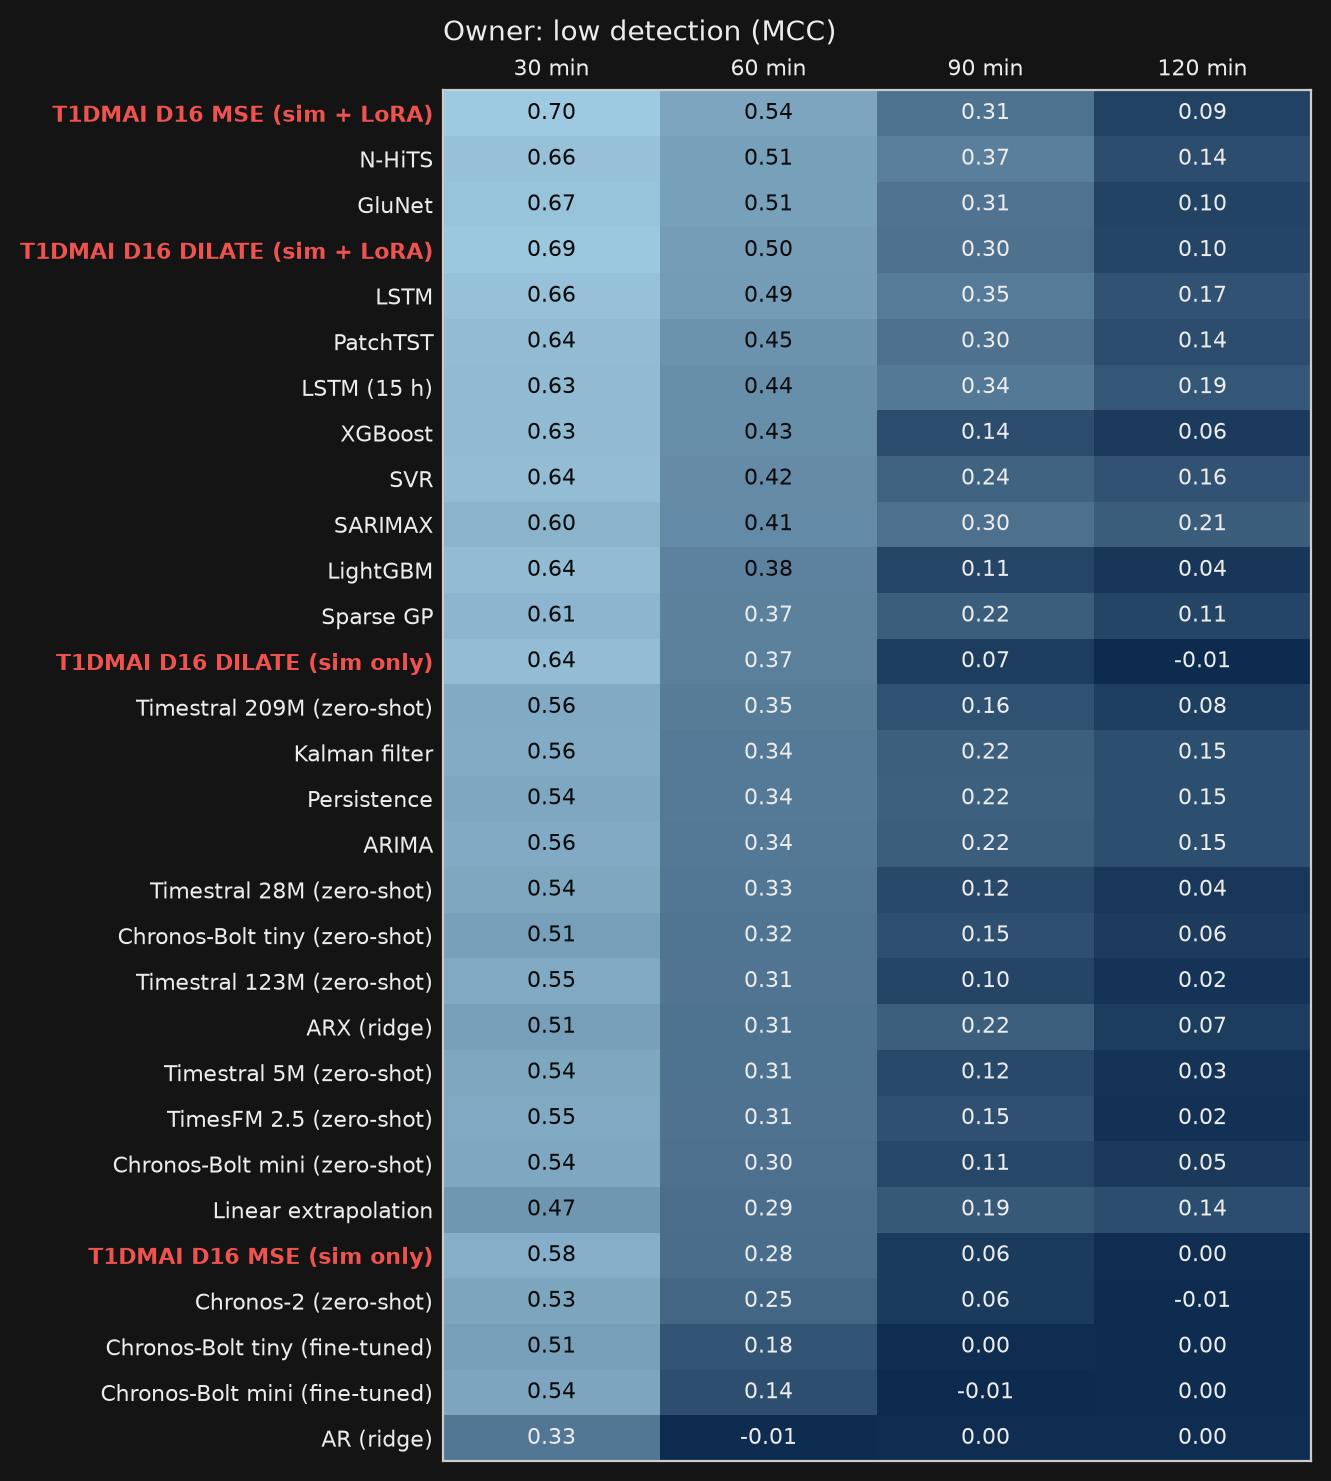 Owner: low detection (MCC)
30 min 60 min 90 min 120 min
T1DMAI D16 MSE (sim + LoRA) 0.70 0.54 0.31 0.09
N-HiTS 0.66 0.51 0.37 0.14
GluNet 0.67 0.51 0.31 0.10
T1DMAI D16 DILATE (sim + LoRA) 0.69 0.50 0.30 0.10
LSTM 0.66 0.49 0.35 0.17
PatchTST 0.64 0.45 0.30 0.14
LSTM (15 h) 0.63 0.44 0.34 0.19
XGBoost 0.63 0.43 0.14 0.06
SVR 0.64 0.42 0.24 0.16
SARIMAX 0.60 0.41 0.30 0.21
LightGBM 0.64 0.38 0.11 0.04
Sparse GP 0.61 0.37 0.22 0.11
T1DMAI D16 DILATE (sim only) 0.64 0.37 0.07 -0.01
Timestral 209M (zero-shot) 0.56 0.35 0.16 0.08
Kalman filter 0.56 0.34 0.22 0.15
Persistence 0.54 0.34 0.22 0.15
ARIMA 0.56 0.34 0.22 0.15
Timestral 28M (zero-shot) 0.54 0.33 0.12 0.04
Chronos-Bolt tiny (zero-shot) 0.51 0.32 0.15 0.06
Timestral 123M (zero-shot) 0.55 0.31 0.10 0.02
ARX (ridge) 0.51 0.31 0.22 0.07
Timestral 5M (zero-shot) 0.54 0.31 0.12 0.03
TimesFM 2.5 (zero-shot) 0.55 0.31 0.15 0.02
Chronos-Bolt mini (zero-shot) 0.54 0.30 0.11 0.05
Linear extrapolation 0.47 0.29 0.19 0.14
T1DMAI D16 MSE (sim only) 0.58 0.28 0.06 0.00
Chronos-2 (zero-shot) 0.53 0.25 0.06 -0.01
Chronos-Bolt tiny (fine-tuned) 0.51 0.18 0.00 0.00
Chronos-Bolt mini (fine-tuned) 0.54 0.14 -0.01 0.00
AR (ridge) 0.33 -0.01 0.00 0.00